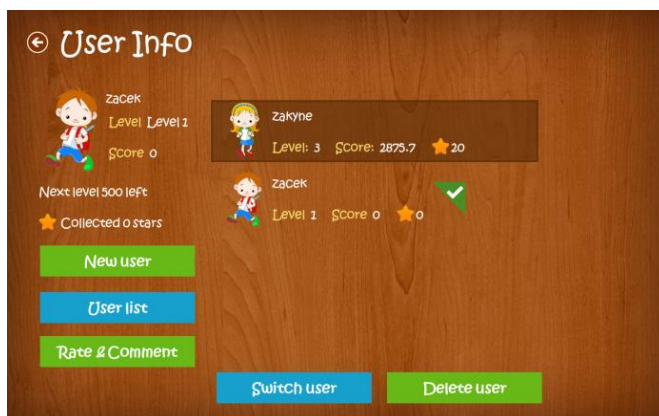 User Info
zacek
Level Level 1
Score 0
Next level 500 left
Collected 0 stars
New user
User list
Rate & Comment
zakyne
Level: 3 Score: 2875.7 20
zacek
Level 1 Score 0 0
Switch user
Delete user